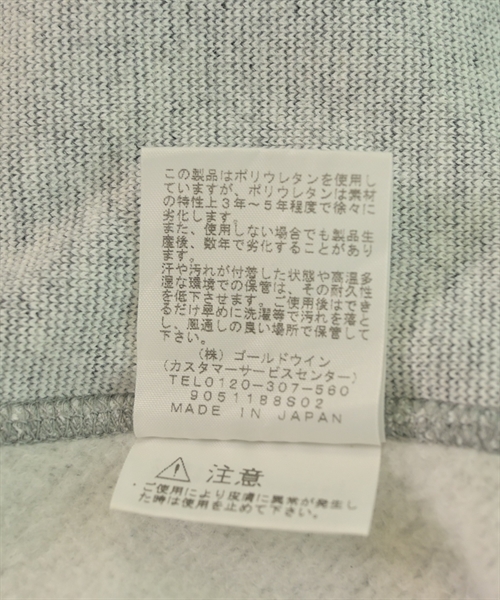 この製品はポリウレタンを使用し
ていますが、ポリウレタンは素材
の特性上3年～5年程度で徐々に
劣化します。
また、使用しない場合でも製品生
産後、数年で劣化することがあり
ます。
汗や汚れが付着した状態や高温多
湿な環境での保管は、その耐久性
を低下させます。ご使用後はでき
るだけ早めに洗濯等で汚れを落と
し、風通しの良い場所で保管して
下さい。
(株) ゴールドウイン
(カスタマーサービスセンター)
TEL0120-307-560
90511B8S02
MADE IN JAPAN
注意
・ご使用により皮膚に異常が発生し
た時は使用を止めて下さい。